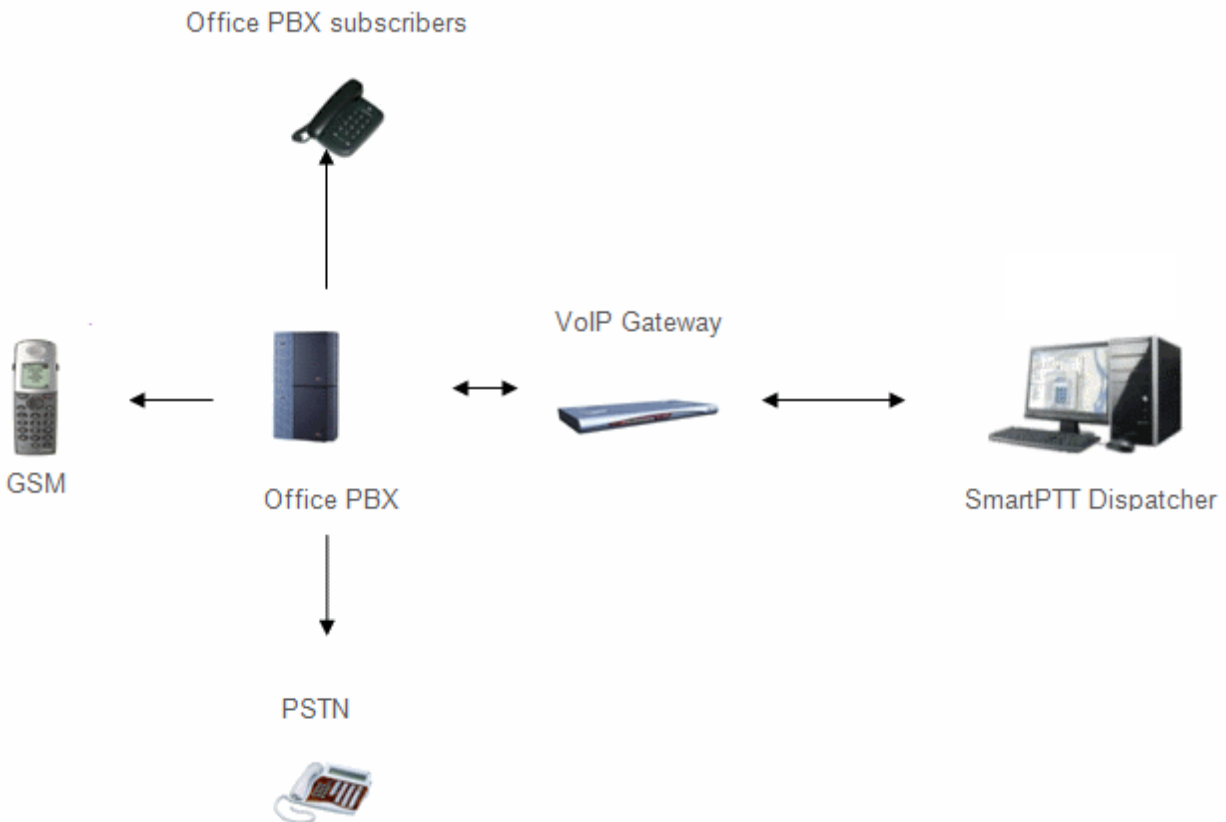 Office PBX subscribers
VoIP Gateway
GSM
Office PBX
SmartPTT Dispatcher
PSTN